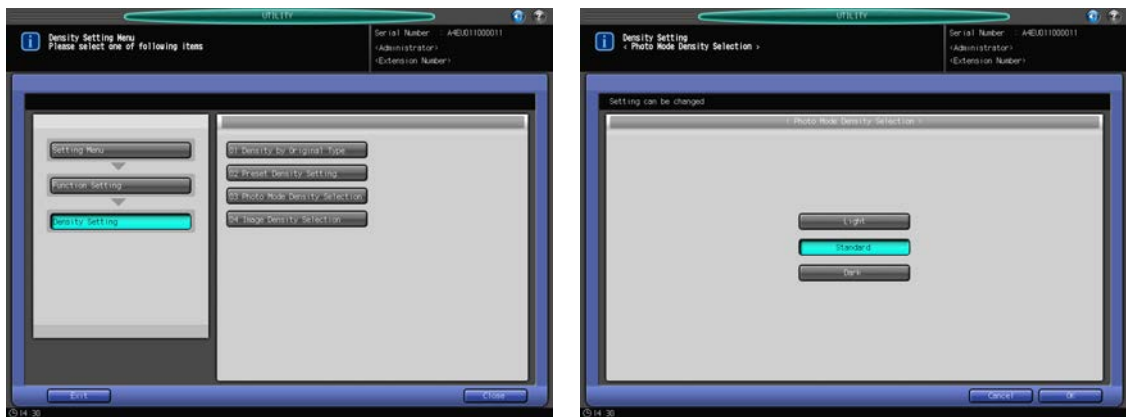 UTILITY
Density Setting Menu
Please select one of following items
Serial Number : A4EU011000011
<Administrator>
<Extension Number>
Setting Menu
Function Setting
Density Setting
01 Density by Original Type
02 Preset Density Setting
03 Photo Mode Density Selection
04 Image Density Selection
Exit
Close
14:30
UTILITY
Density Setting
< Photo Mode Density Selection >
Serial Number : A4EU011000011
<Administrator>
<Extension Number>
Setting can be changed
< Photo Mode Density Selection >
Light
Standard
Dark
Cancel
OK
14:30